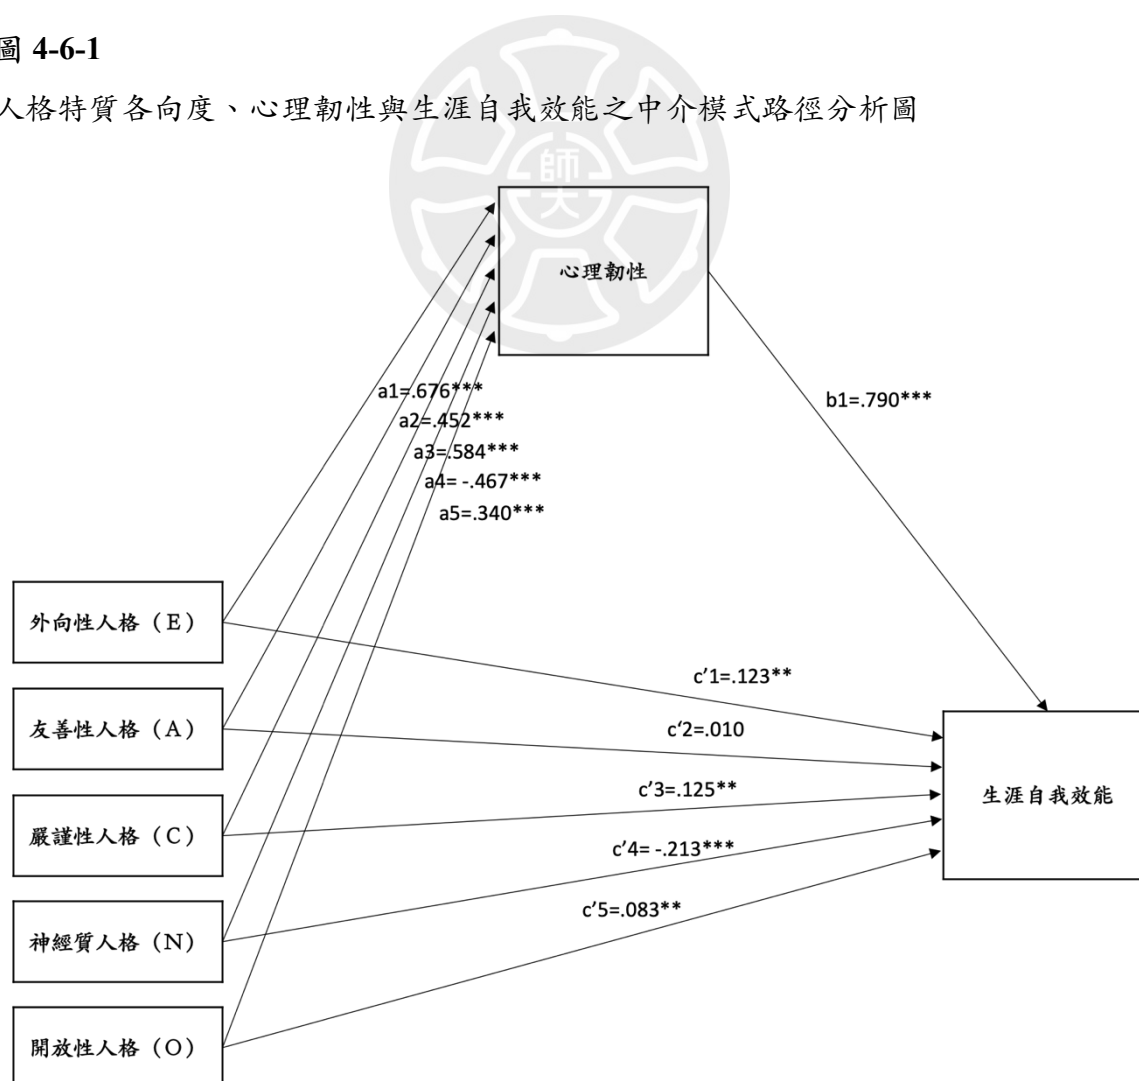 圖 4-6-1
人格特質各向度、心理韌性與生涯自我效能之中介模式路徑分析圖
師大
心理韌性
a1=.676***
a2=.452***
a3=.584***
a4= -.467***
a5=.340***
b1=.790***
外向性人格（E）
c’1=.123**
友善性人格（A）
c‘2=.010
嚴謹性人格（C）
c’3=.125**
生涯自我效能
神經質人格（N）
c’4= -.213***
開放性人格（O）
c’5=.083**